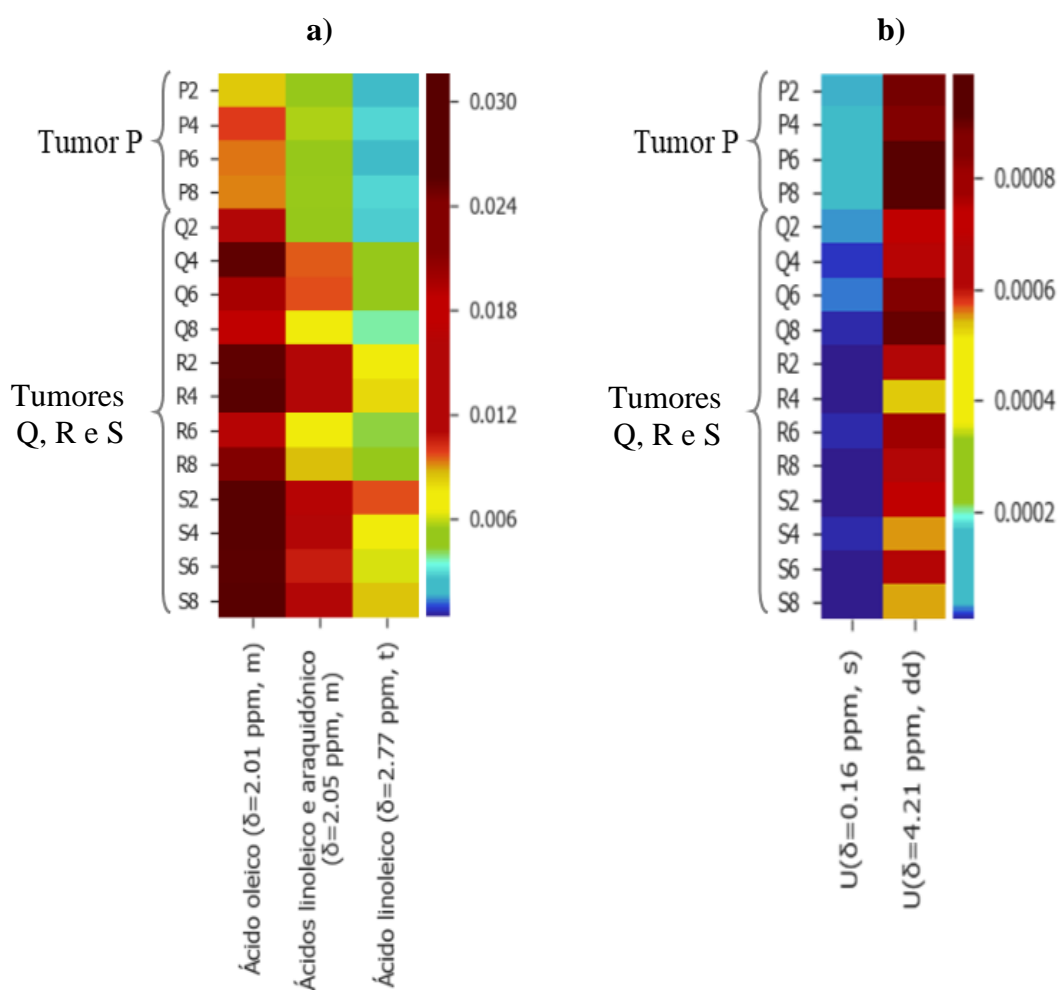 a)
Tumor P
Tumores
Q, R e S
P2
P4
P6
P8
Q2
Q4
Q6
Q8
R2
R4
R6
R8
S2
S4
S6
S8
0.030
0.024
0.018
0.012
0.006
Ácido oleico (δ=2.01 ppm, m)
Ácidos linoleico e araquidónico
(δ=2.05 ppm, m)
Ácido linoleico (δ=2.77 ppm, t)
b)
Tumor P
Tumores
Q, R e S
P2
P4
P6
P8
Q2
Q4
Q6
Q8
R2
R4
R6
R8
S2
S4
S6
S8
0.0008
0.0006
0.0004
0.0002
U(δ=0.16 ppm, s)
U(δ=4.21 ppm, dd)